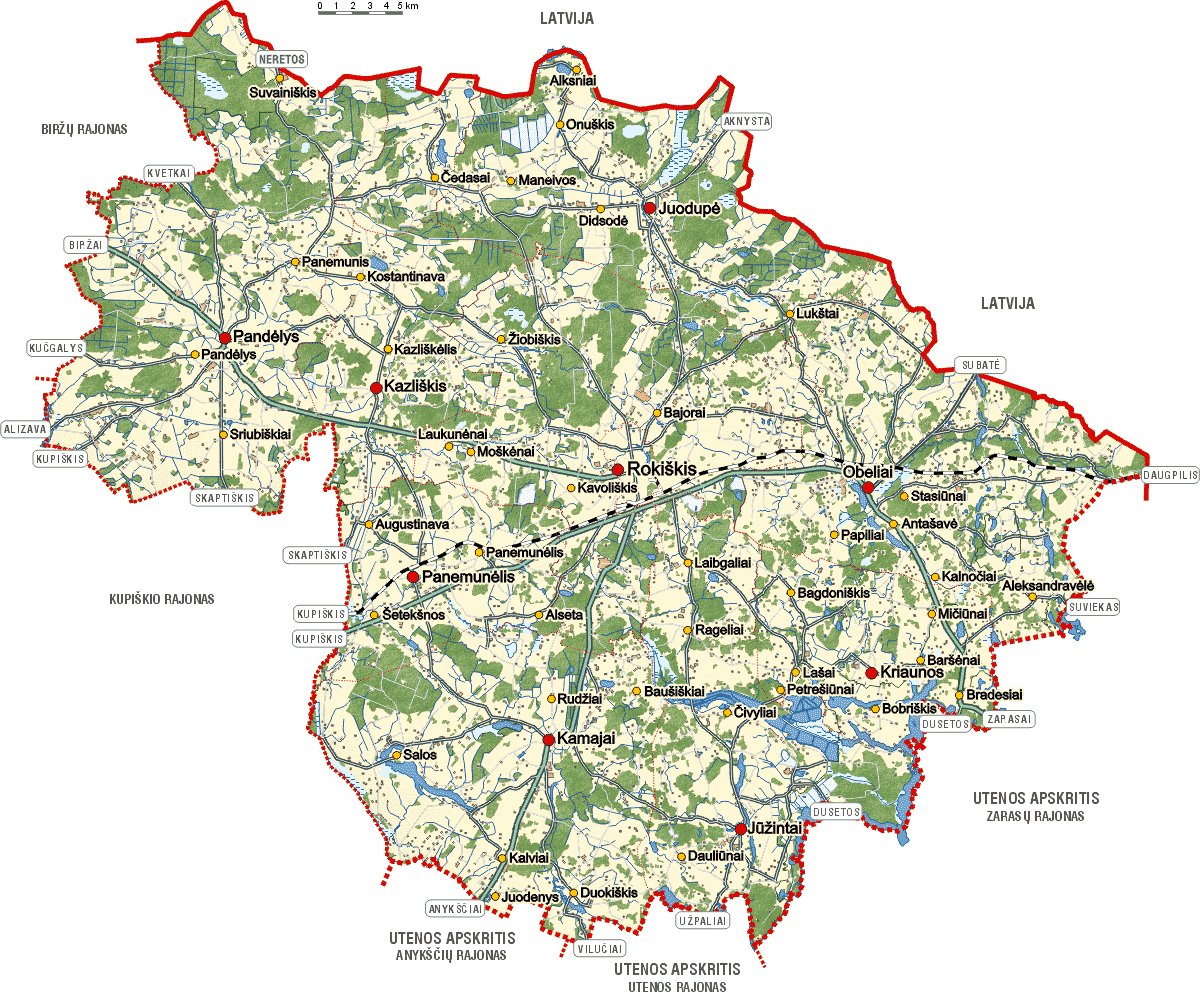 0 1 2 3 4 5 km
LATVIJA
NERETOS
Suvainiškis
Alksniai
Onuškis
AKNYSTA
BIRŽŲ RAJONAS
KVETKAI
Čedasai
Maneivos
Didsodė
Juodupė
BIPŽAI
Panemunis
Kostantinava
LATVIJA
Lukštai
Pandėlys
Žiobiškis
KUČGALYS
Pandėlys
Kazliškėlis
SUBATĖ
Kazliškis
Bajorai
ALIZAVA
Sriubiškiai
Laukunėnai
Moškėnai
KUPIŠKIS
Rokiškis
Obeliai
DAUGPILIS
SKAPTIŠKIS
Kavoliškis
Stasiūnai
Augustinava
Antašavė
Papiliai
SKAPTIŠKIS
Panemunėlis
Laibgaliai
Panemunėlis
Kalnočiai
Aleksandravėlė
KUPIŠKIO RAJONAS
Bagdoniškis
SUVIEKAS
KUPIŠKIS
Šetekšnos
Alseta
Mičiūnai
KUPIŠKIS
Rageliai
Baršėnai
Lašai
Kriaunos
Petrešiūnai
Rudžiai
Baušiškiai
Bradesiai
Čivyliai
Bobriškis
ZAPASAI
DUSETOS
Kamajai
Salos
UTENOS APSKRITIS
ZARASŲ RAJONAS
DUSETOS
Jūžintai
Kalviai
Dauliūnai
Juodenys
Duokiškis
ANYKŠČIAI
UŽPALIAI
UTENOS APSKRITIS
ANYKŠČIŲ RAJONAS
VILUČIAI
UTENOS APSKRITIS
UTENOS RAJONAS